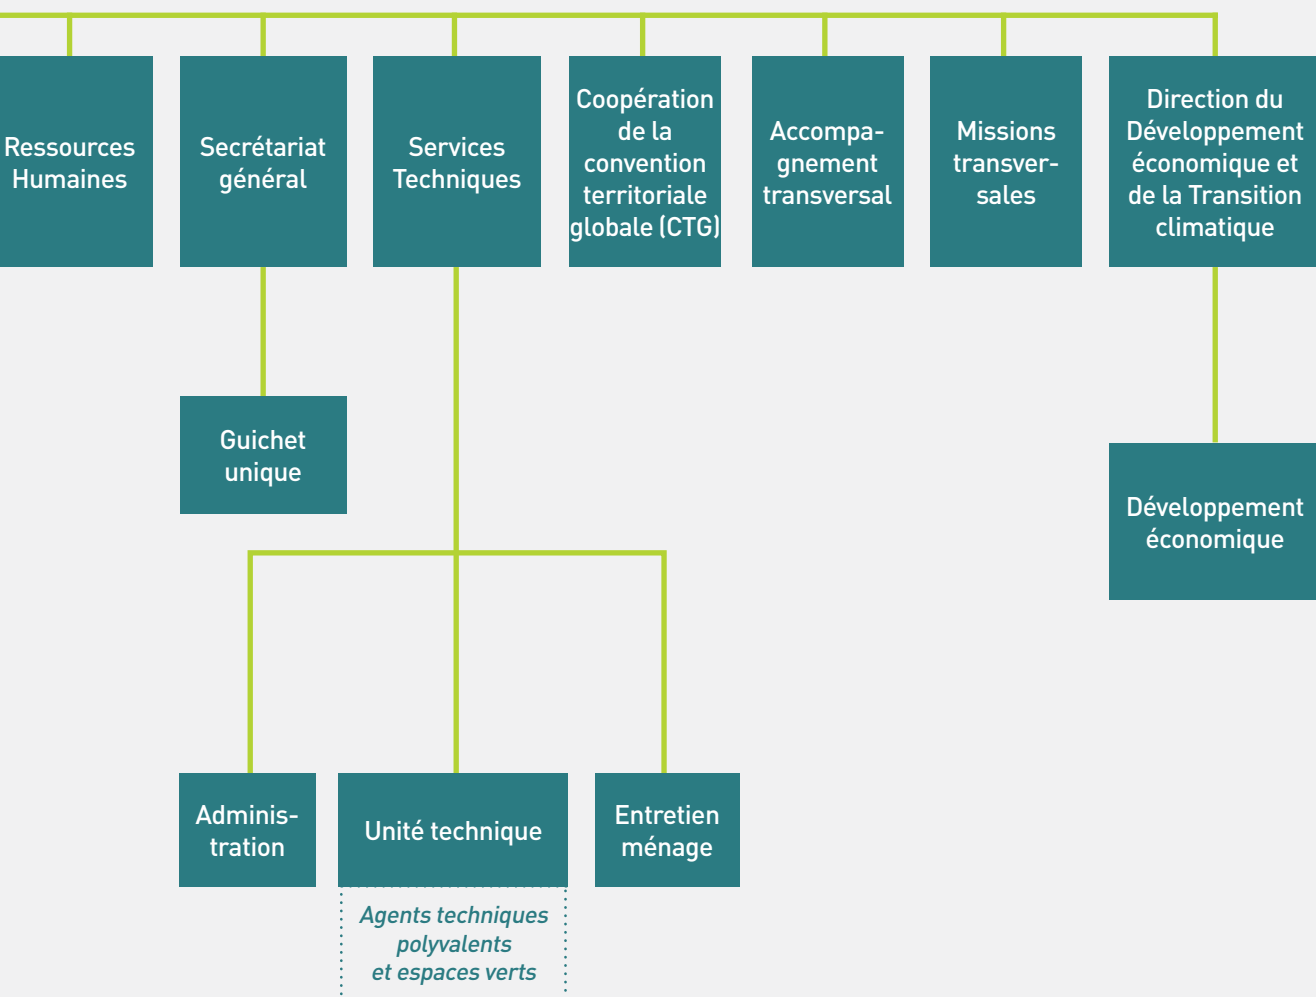 Ressources
Humaines
Secrétariat
général
Services
Techniques
Coopération
de la
convention
territoriale
globale (CTG)
Accompa-
gnement
transversal
Missions
transver-
sales
Direction du
Développement
économique et
de la Transition
climatique
Guichet
unique
Développement
économique
Adminis-
tration
Unité technique
Entretien
ménage
Agents techniques
polyvalents
et espaces verts